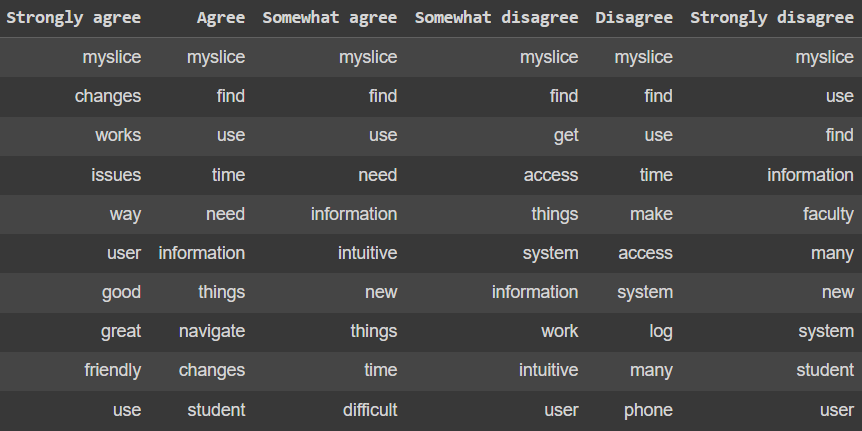 Strongly agree Agree Somewhat agree Somewhat disagree Disagree Strongly disagree
myslice myslice myslice myslice myslice myslice
changes find find find find use
works use use get use find
issues time need access time information
way need information things make faculty
user information intuitive system access many
good things new information system new
great navigate things work log system
friendly changes time intuitive many student
use student difficult user phone user